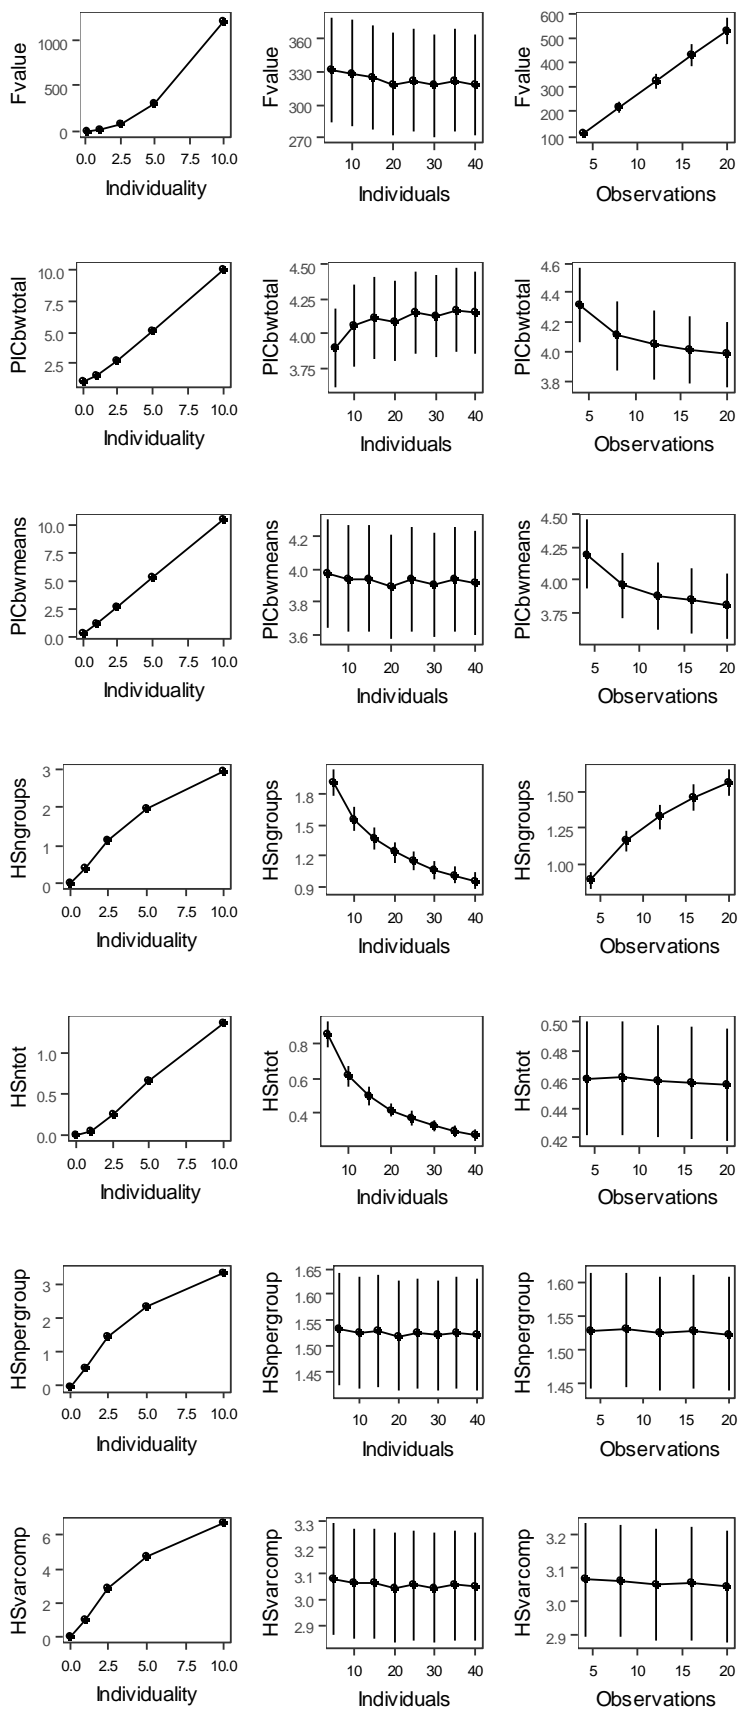 Fvalue
1000
500
0
0.0 2.5 5.0 7.5 10.0
Individuality
Fvalue
360
330
300
270
10 20 30 40
Individuals
Fvalue
600
500
400
300
200
100
5 10 15 20
Observations
PICbwtotal
10.0
7.5
5.0
2.5
0.0 2.5 5.0 7.5 10.0
Individuality
PICbwtotal
4.50
4.25
4.00
3.75
10 20 30 40
Individuals
PICbwtotal
4.6
4.4
4.2
4.0
3.8
5 10 15 20
Observations
PICbwmeans
10.0
7.5
5.0
2.5
0.0
0.0 2.5 5.0 7.5 10.0
Individuality
PICbwmeans
4.2
4.0
3.8
3.6
10 20 30 40
Individuals
PICbwmeans
4.50
4.25
4.00
3.75
5 10 15 20
Observations
HSngroups
3
2
1
0
0.0 2.5 5.0 7.5 10.0
Individuality
HSngroups
1.8
1.5
1.2
0.9
10 20 30 40
Individuals
HSngroups
1.50
1.25
1.00
5 10 15 20
Observations
HSntot
1.0
0.5
0.0
0.0 2.5 5.0 7.5 10.0
Individuality
HSntot
0.8
0.6
0.4
10 20 30 40
Individuals
HSntot
0.50
0.48
0.46
0.44
0.42
5 10 15 20
Observations
HSnpergroup
3
2
1
0
0.0 2.5 5.0 7.5 10.0
Individuality
HSnpergroup
1.65
1.60
1.55
1.50
1.45
10 20 30 40
Individuals
HSnpergroup
1.60
1.55
1.50
1.45
5 10 15 20
Observations
HSvarcomp
6
4
2
0
0.0 2.5 5.0 7.5 10.0
Individuality
HSvarcomp
3.3
3.2
3.1
3.0
2.9
10 20 30 40
Individuals
HSvarcomp
3.2
3.1
3.0
2.9
5 10 15 20
Observations